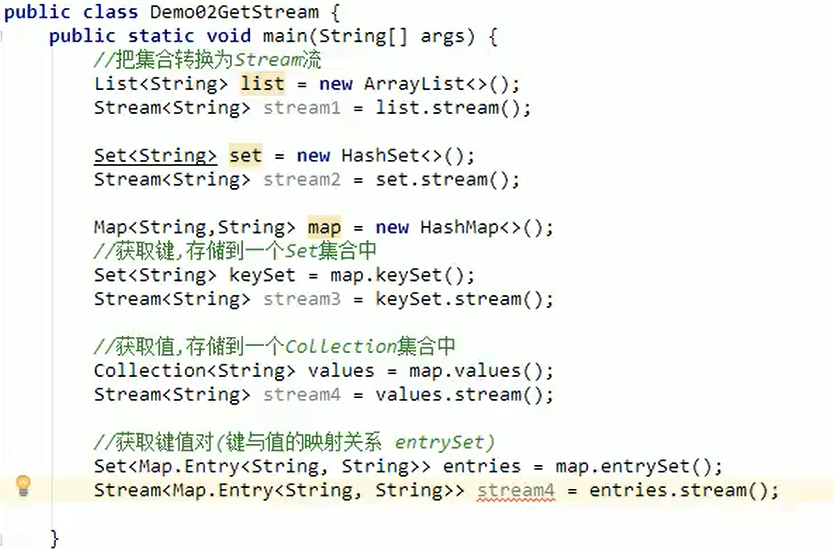 public class Demo02GetStream {
public static void main(String[] args) {
//把集合转换为Stream流
List<String> list = new ArrayList<>();
Stream<String> stream1 = list.stream();
Set<String> set = new HashSet<>();
Stream<String> stream2 = set.stream();
Map<String,String> map = new HashMap<>();
//获取键,存储到一个Set集合中
Set<String> keySet = map.keySet();
Stream<String> stream3 = keySet.stream();
//获取值,存储到一个Collection集合中
Collection<String> values = map.values();
Stream<String> stream4 = values.stream();
//获取键值对(键与值的映射关系 entrySet)
Set<Map.Entry<String, String>> entries = map.entrySet();
Stream<Map.Entry<String, String>> stream4 = entries.stream();
}